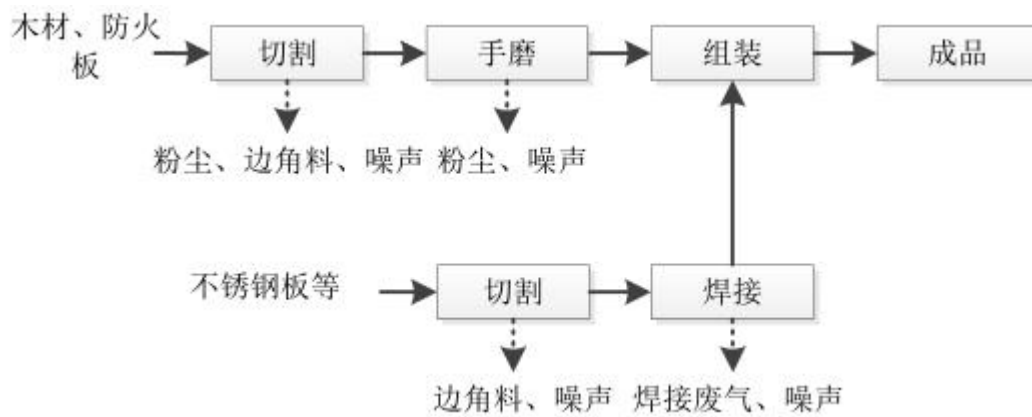 木材、防火
板
切割
手磨
组装
成品
粉尘、边角料、噪声
粉尘、噪声
不锈钢板等
切割
焊接
边角料、噪声
焊接废气、噪声